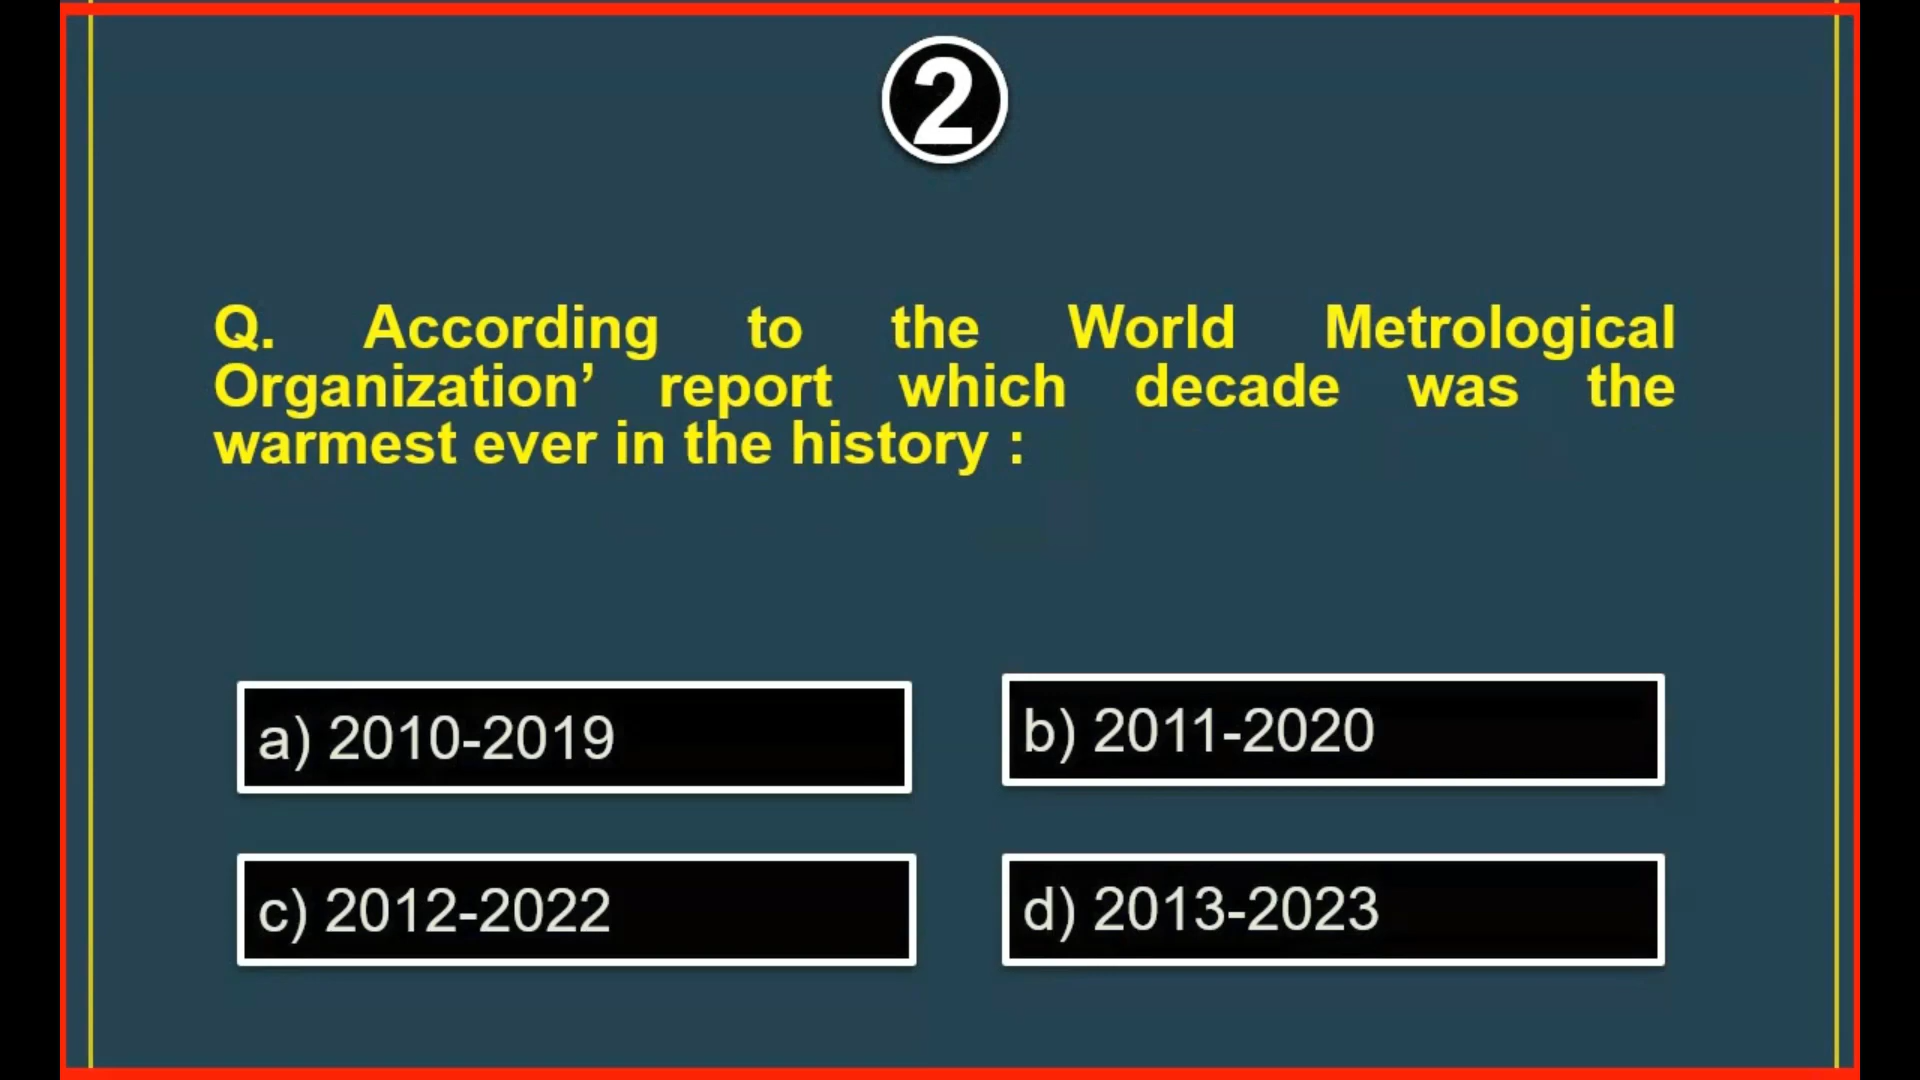 2
Q. According to the World Metrological
Organization’ report which decade was the
warmest ever in the history :
a) 2010-2019
b) 2011-2020
c) 2012-2022
d) 2013-2023